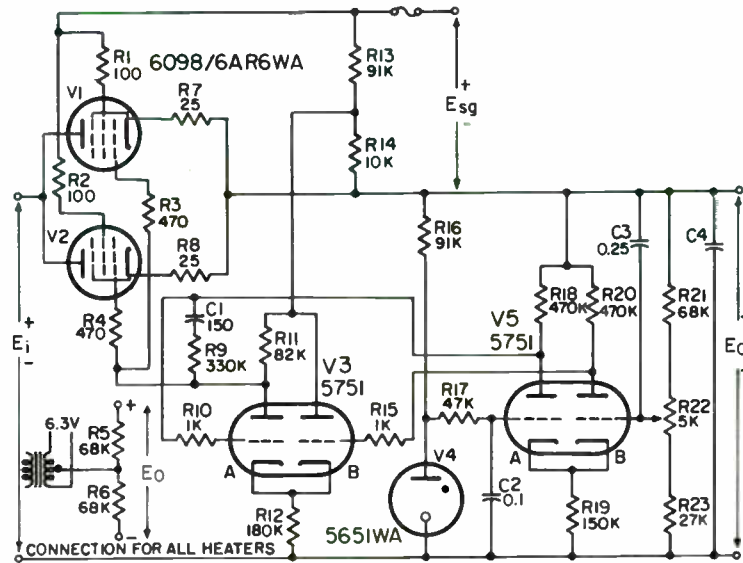 R1
100
6098/6AR6WA
V1
R7
25
R13
91K
+
Esg
-
R14
10K
R2
100
R3
470
V2
R8
25
R4
470
+
Ei
-
C1
150
R9
330K
R11
82K
V3
5751
R10
1K
R15
1K
A
B
R12
180K
R16
91K
R17
47K
V4
5651WA
C2
0.1
V5
5751
R18
470K
R20
470K
A
B
R19
150K
C3
0.25
C4
R21
68K
R22
5K
R23
27K
+
-
6.3V
+
R5
68K
R6
68K
-
EO
CONNECTION FOR ALL HEATERS